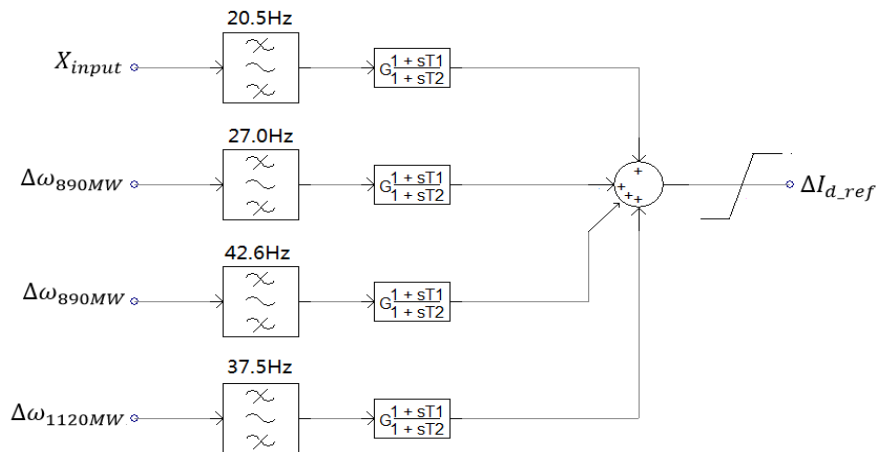 20.5Hz
X_input
G 1 + sT1
1 + sT2
27.0Hz
Δω_890MW
G 1 + sT1
1 + sT2
+
+
+
+
ΔI_d_ref
42.6Hz
Δω_890MW
G 1 + sT1
1 + sT2
37.5Hz
Δω_1120MW
G 1 + sT1
1 + sT2